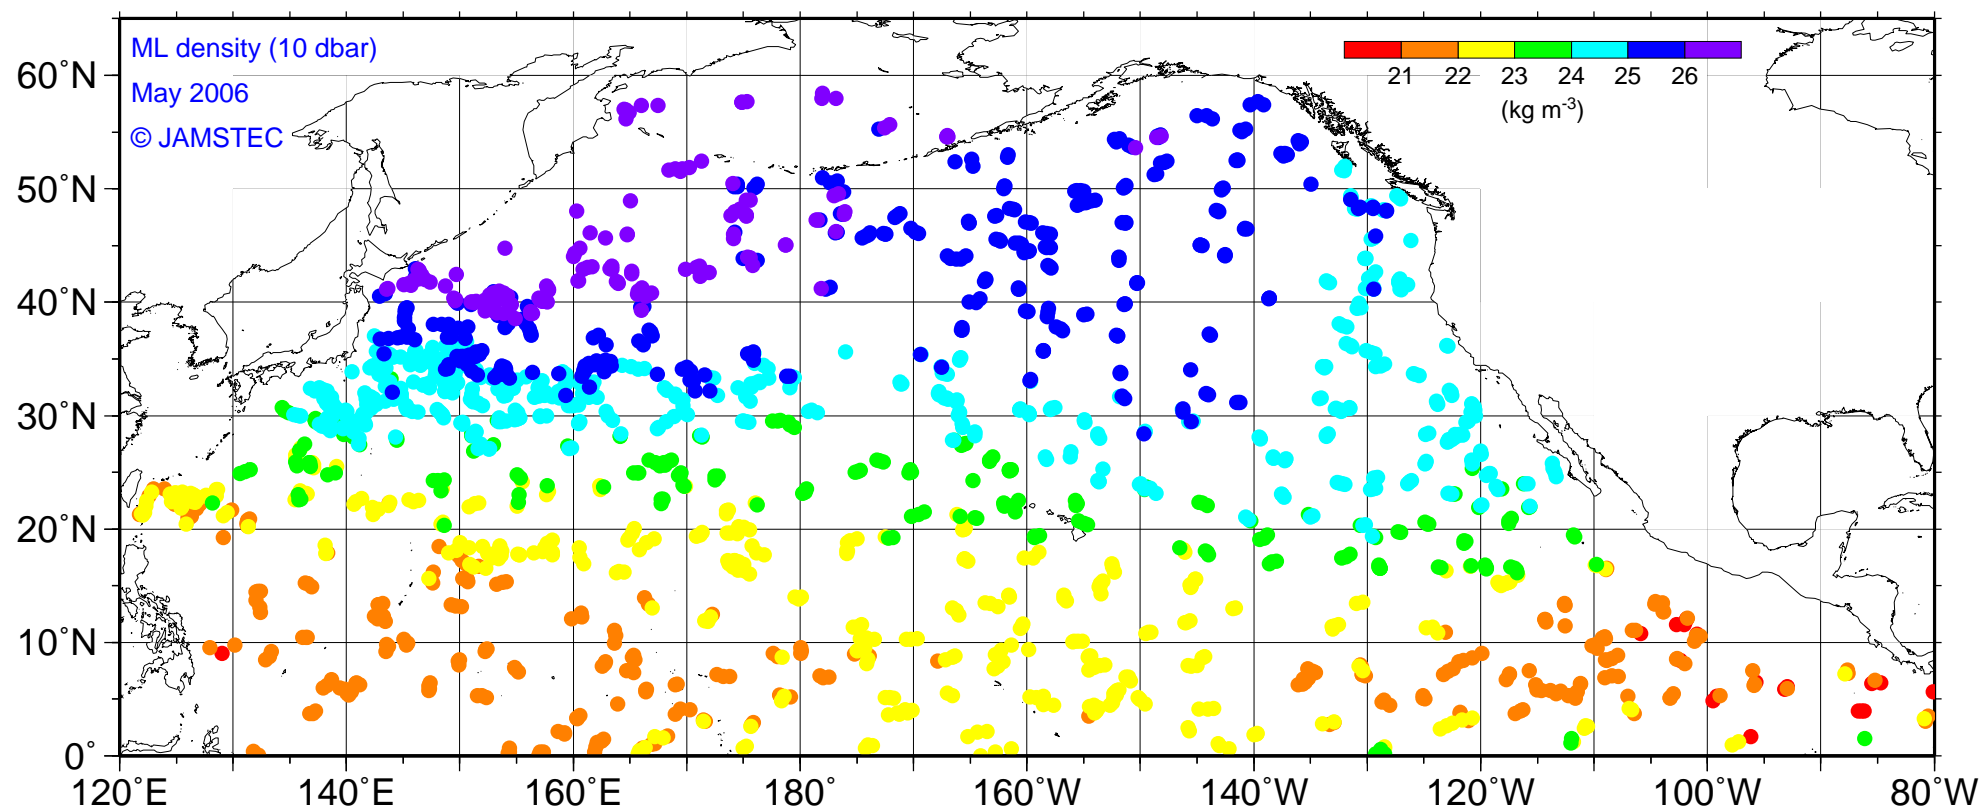 ML density (10 dbar)
May 2006
© JAMSTEC
21 22 23 24 25 26
(kg m-3)
60˚N
50˚N
40˚N
30˚N
20˚N
10˚N
0˚
120˚E 140˚E 160˚E 180˚ 160˚W 140˚W 120˚W 100˚W 80˚W